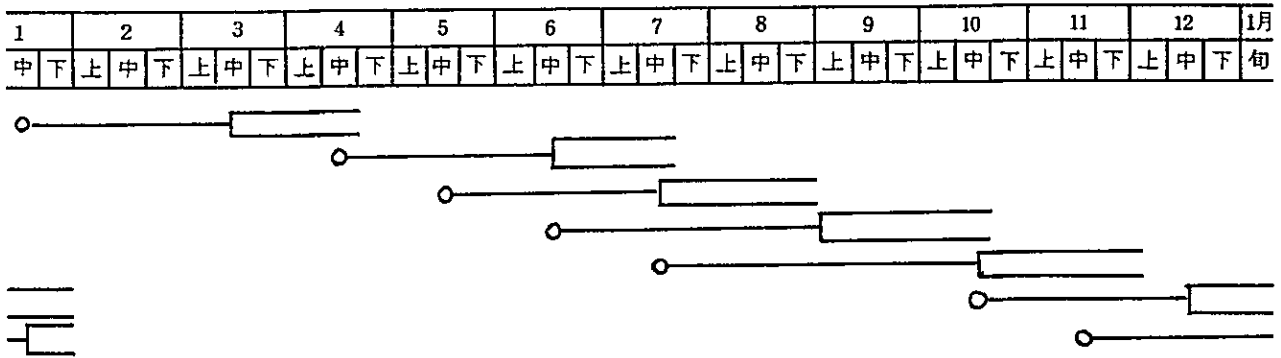 1 2 3 4 5 6 7 8 9 10 11 12 1月
中 下 上 中 下 上 中 下 上 中 下 上 中 下 上 中 下 上 中 下 上 中 下 上 中 下 上 中 下 上 中 下 上 中 下 旬